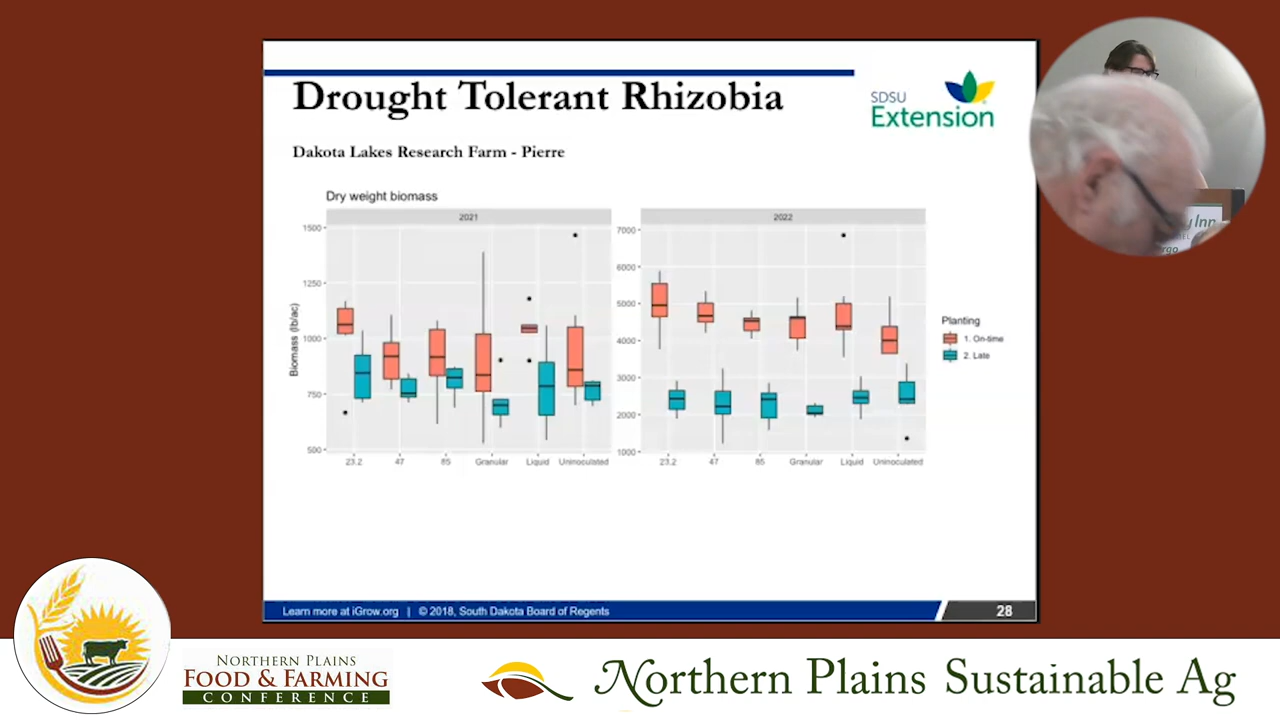 Drought Tolerant Rhizobia
SDSU
Extension
Dakota Lakes Research Farm - Pierre
Dry weight biomass
2021
2022
Biomass (lb/ac)
1500
1250
1000
750
500
7000
6000
5000
4000
3000
2000
1000
23.2 47 85 Granular Liquid Uninoculated
23.2 47 85 Granular Liquid Uninoculated
Planting
1. On-time
2. Late
Learn more at iGrow.org | © 2018, South Dakota Board of Regents
28
Inn
NORTHERN PLAINS
FOOD & FARMING
CONFERENCE
Northern Plains Sustainable Ag